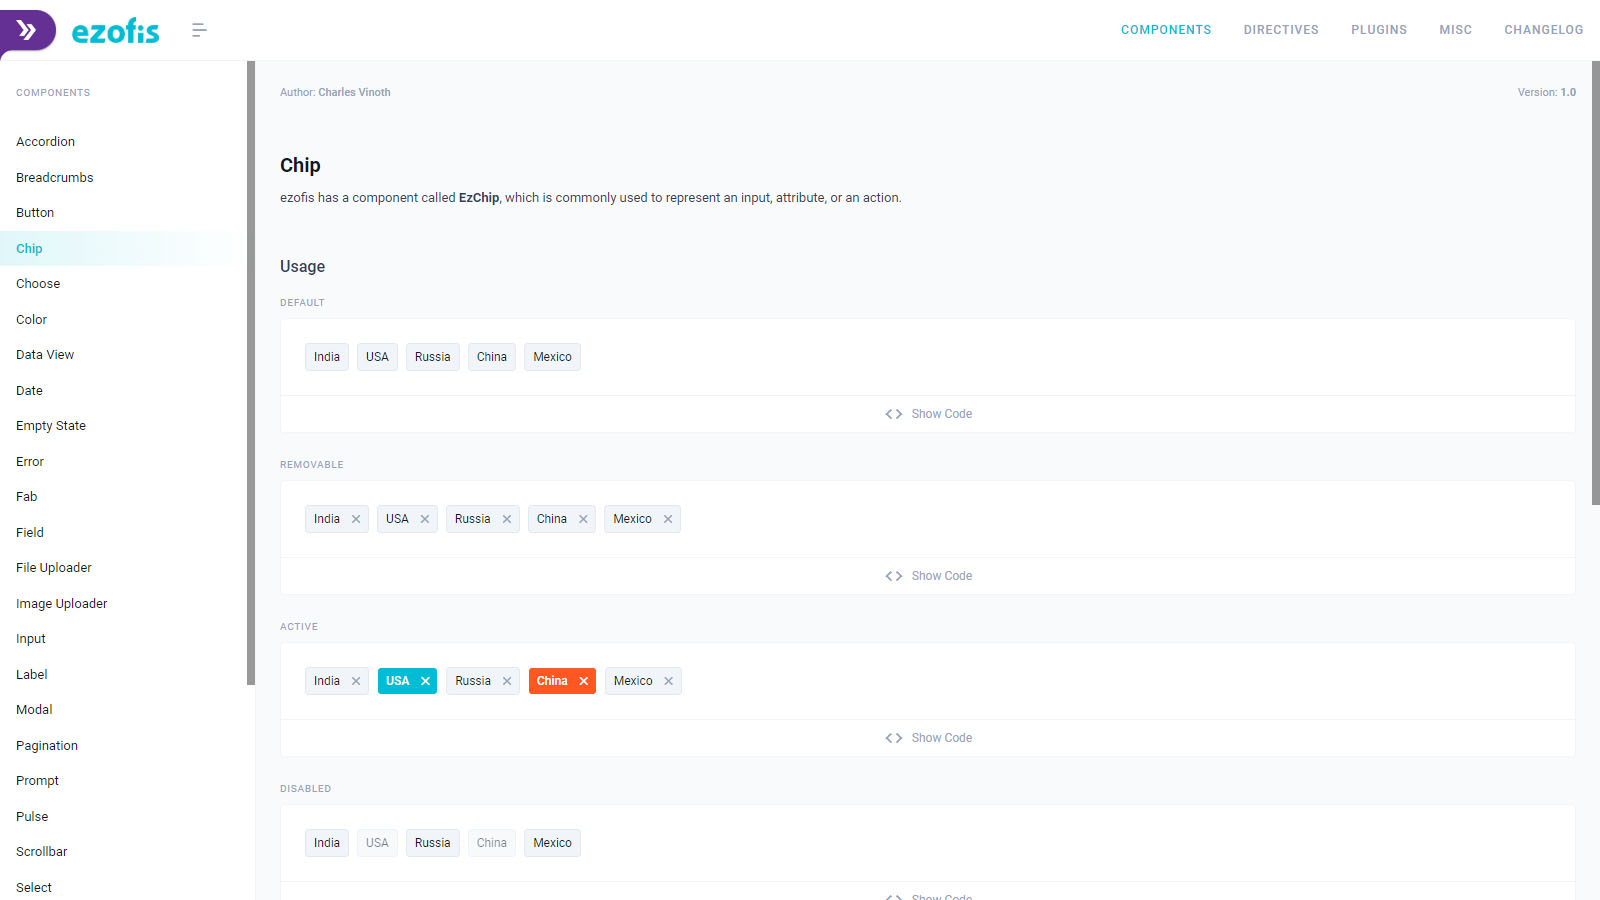 ezofis
COMPONENTS DIRECTIVES PLUGINS MISC CHANGELOG
COMPONENTS
Accordion
Breadcrumbs
Button
Chip
Choose
Color
Data View
Date
Empty State
Error
Fab
Field
File Uploader
Image Uploader
Input
Label
Modal
Pagination
Prompt
Pulse
Scrollbar
Select
Author: Charles Vinoth Version: 1.0
Chip
ezofis has a component called EzChip, which is commonly used to represent an input, attribute, or an action.
Usage
DEFAULT
India USA Russia China Mexico
Show Code
REMOVABLE
India USA Russia China Mexico
Show Code
ACTIVE
India USA Russia China Mexico
Show Code
DISABLED
India USA Russia China Mexico
Show Code